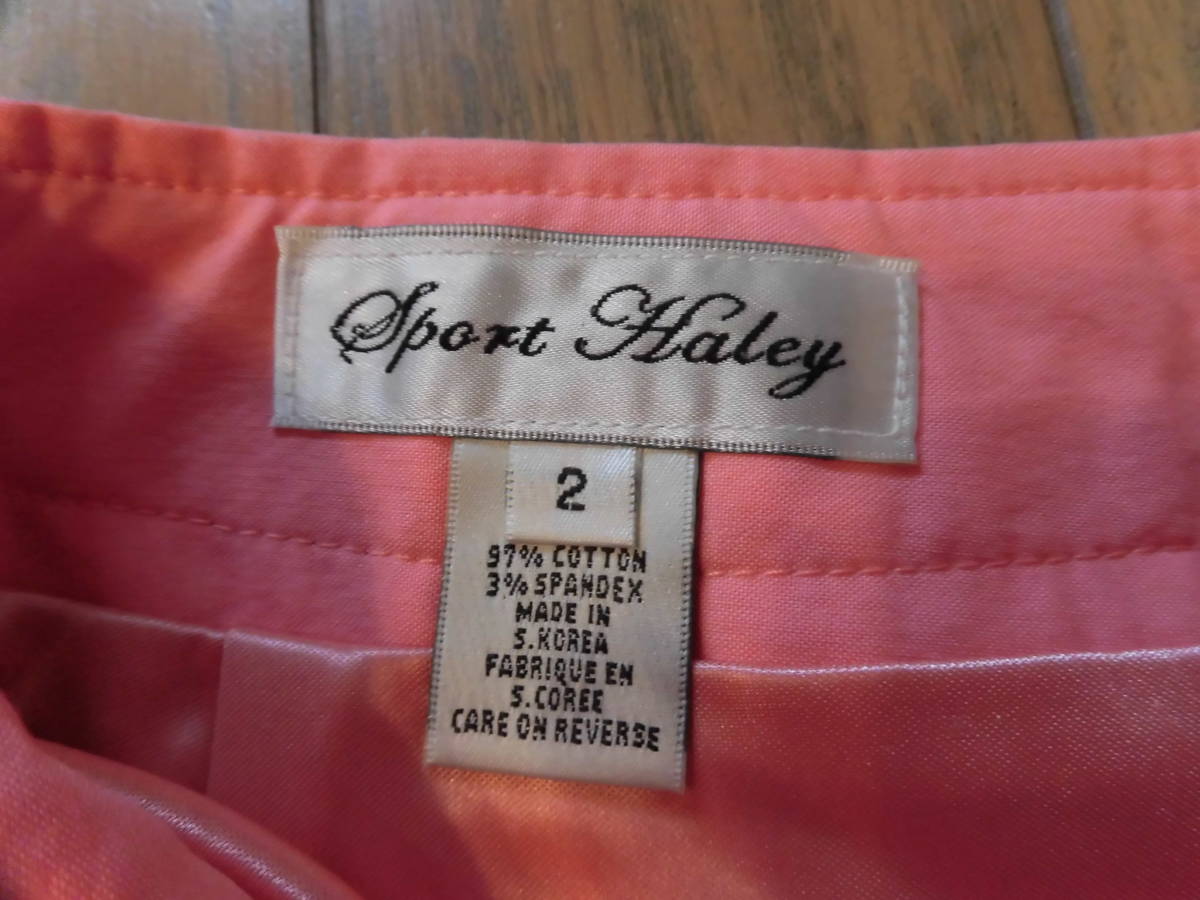 Sport Haley
2
97% COTTON
3% SPANDEX
MADE IN
S.KOREA
FABRIQUE EN
S.COREE
CARE ON REVERSE